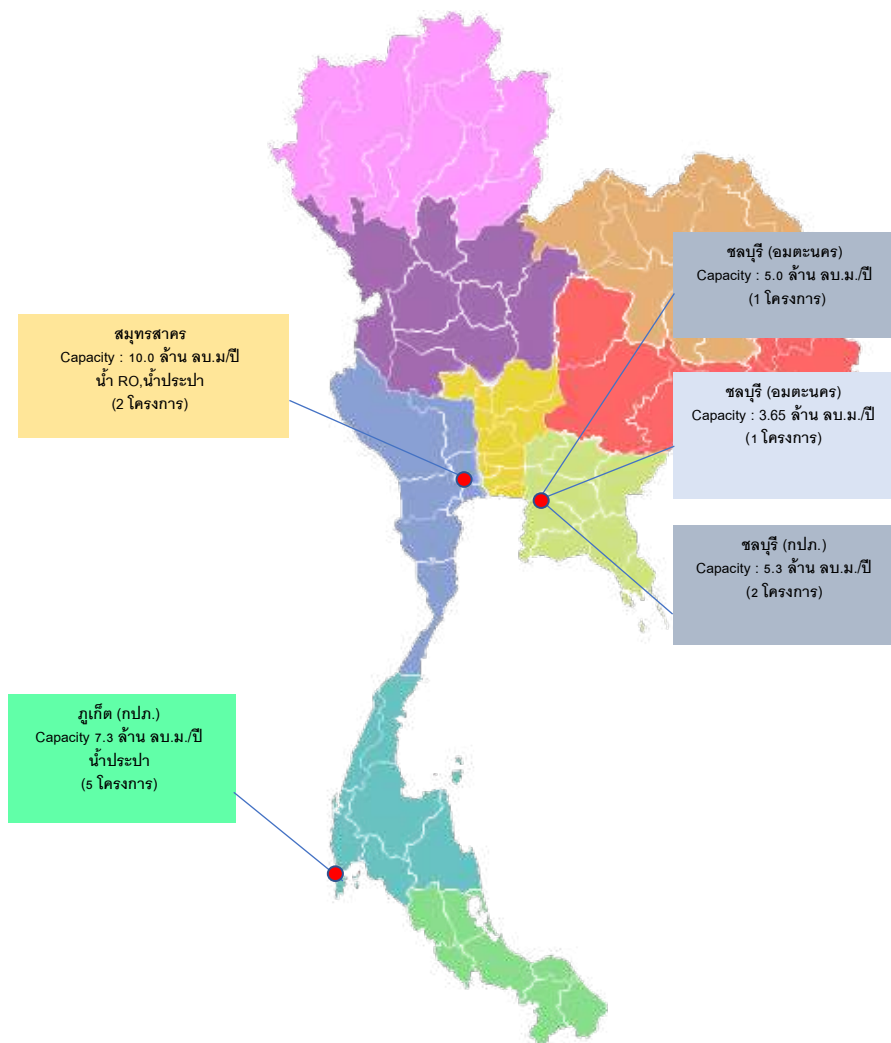 ชลบุรี (อมตะนคร)
Capacity : 5.0 ล้าน ลบ.ม./ปี
(1 โครงการ)
สมุทรสาคร
Capacity : 10.0 ล้าน ลบ.ม/ปี
น้ำ RO,น้ำประปา
(2 โครงการ)
ชลบุรี (อมตะนคร)
Capacity : 3.65 ล้าน ลบ.ม./ปี
(1 โครงการ)
ชลบุรี (กปภ.)
Capacity : 5.3 ล้าน ลบ.ม./ปี
(2 โครงการ)
ภูเก็ต (กปภ.)
Capacity 7.3 ล้าน ลบ.ม./ปี
น้ำประปา
(5 โครงการ)